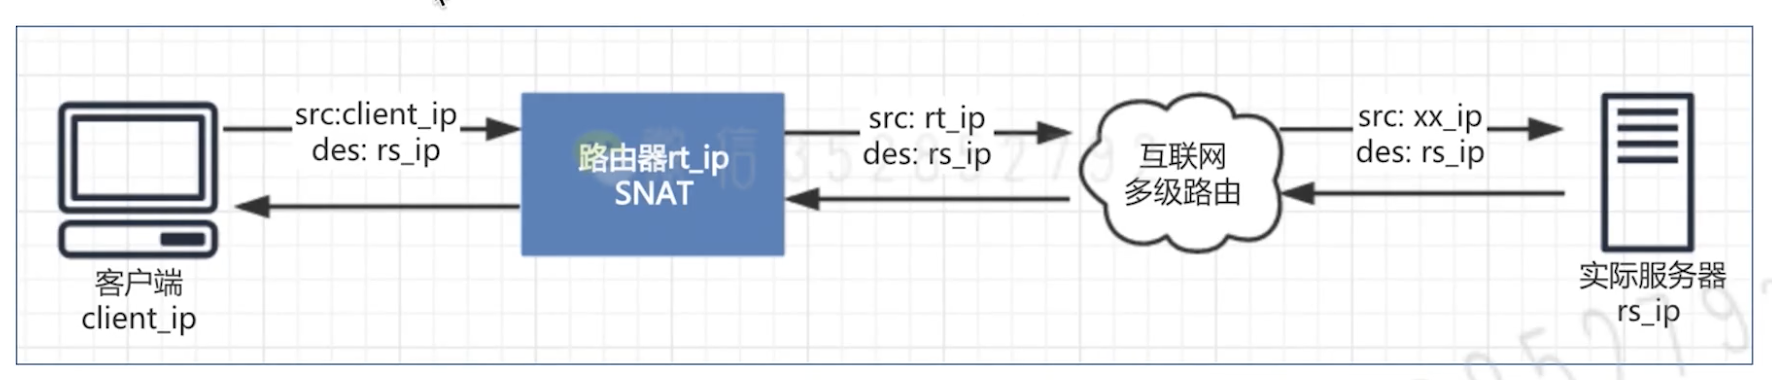 src:client_ip
des: rs_ip
src: rt_ip
des: rs_ip
src: xx_ip
des: rs_ip
路由器rt_ip
SNAT
互联网
多级路由
客户端
client_ip
实际服务器
rs_ip